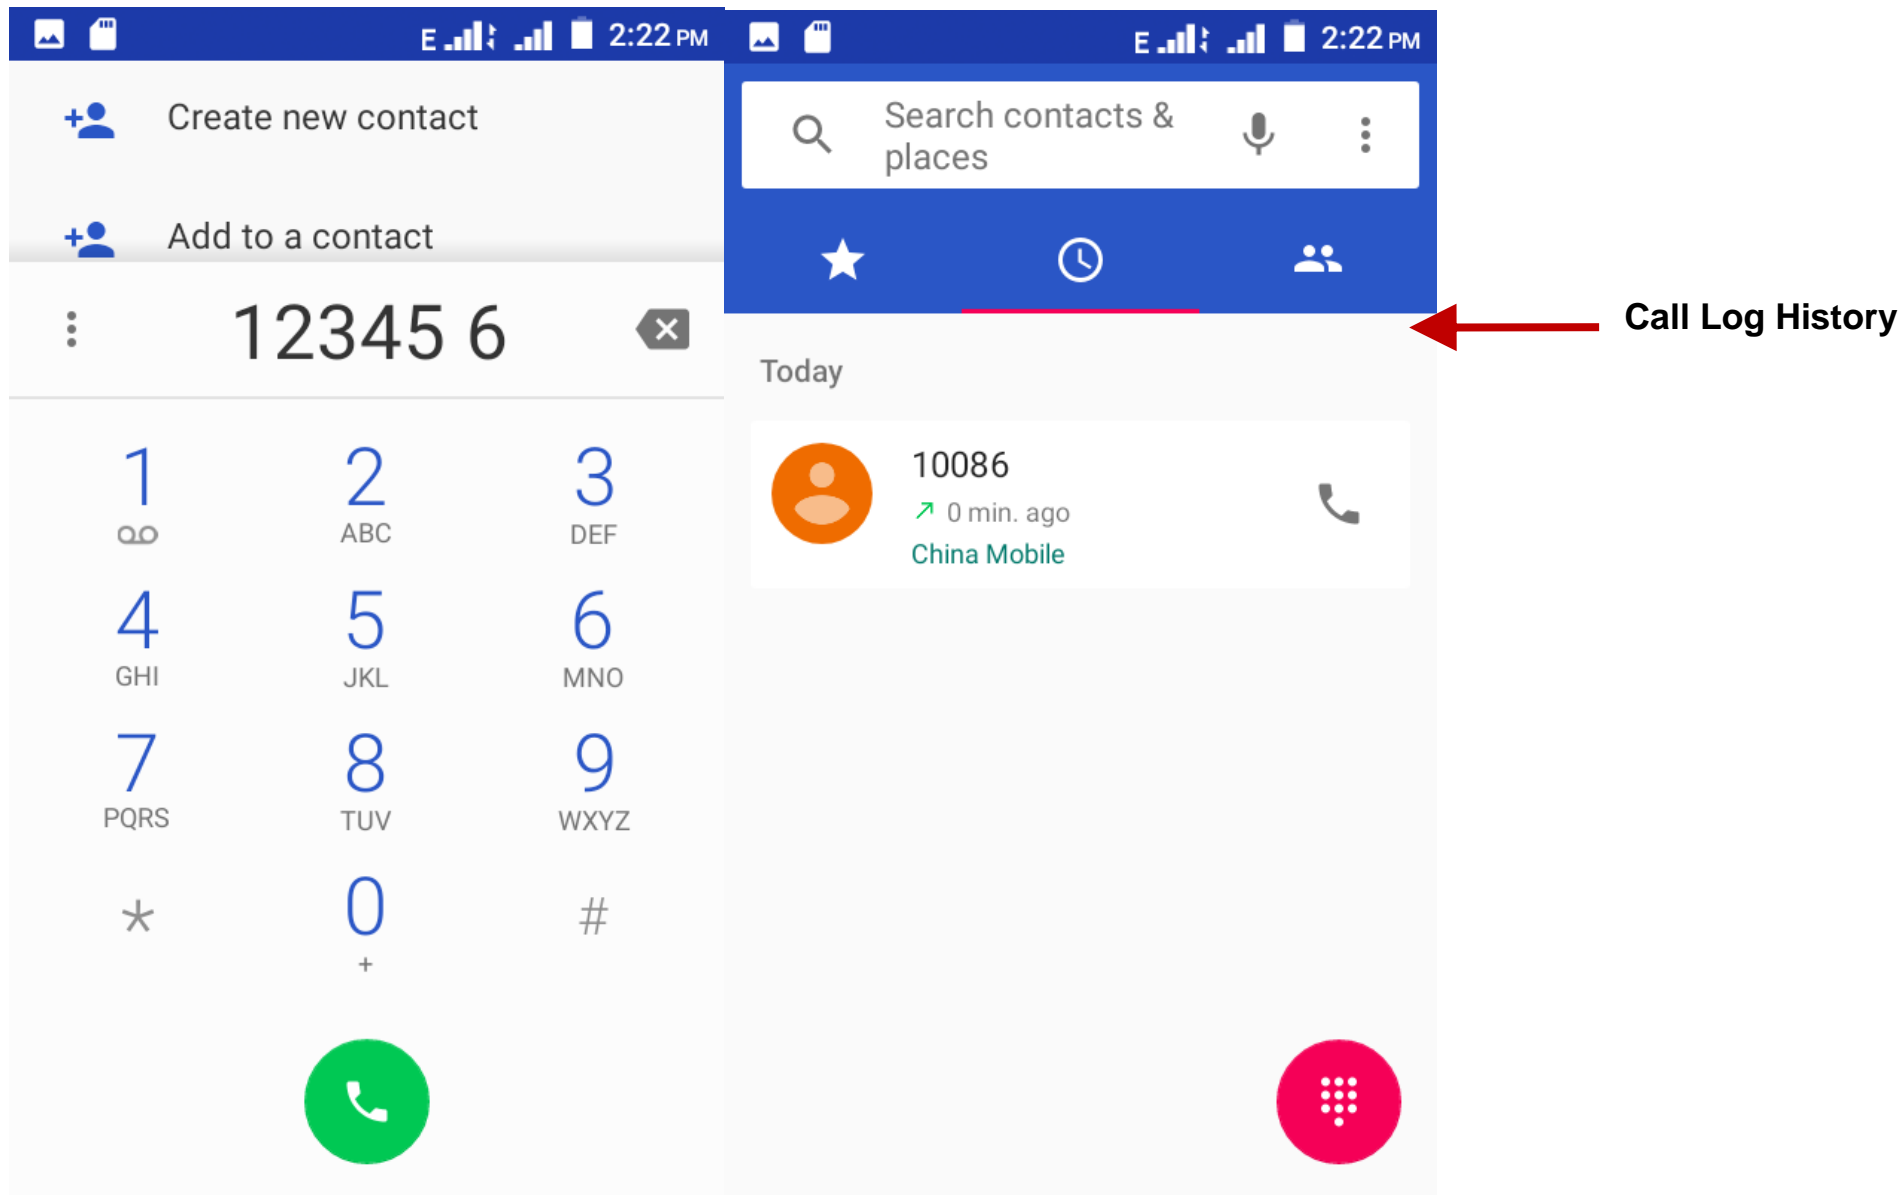 E 2:22 PM
Create new contact
Add to a contact
12345 6
1 2 3
ABC DEF
4 5 6
GHI JKL MNO
7 8 9
PQRS TUV WXYZ
* 0 #
+
E 2:22 PM
Search contacts &
places
Today
10086
0 min. ago
China Mobile
Call Log History